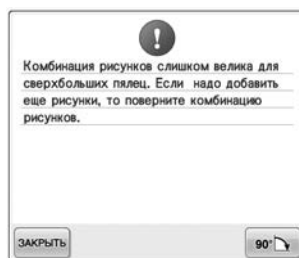 Комбинация рисунков слишком велика для
сверхбольших пялец. Если надо добавить
еще рисунки, то поверните комбинацию
рисунков.
ЗАКРЫТЬ
90°